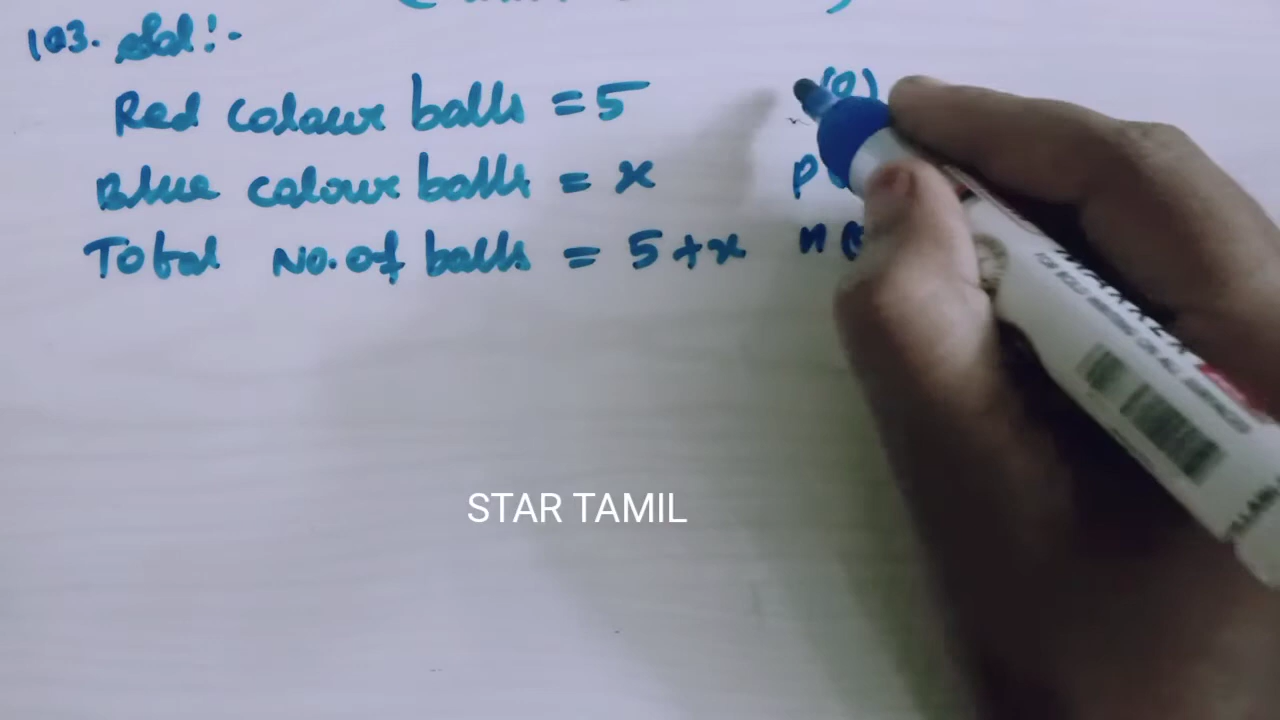 103. Sol:-
Red colour balls = 5
Blue colour balls = x
Total No. of balls = 5+x
STAR TAMIL